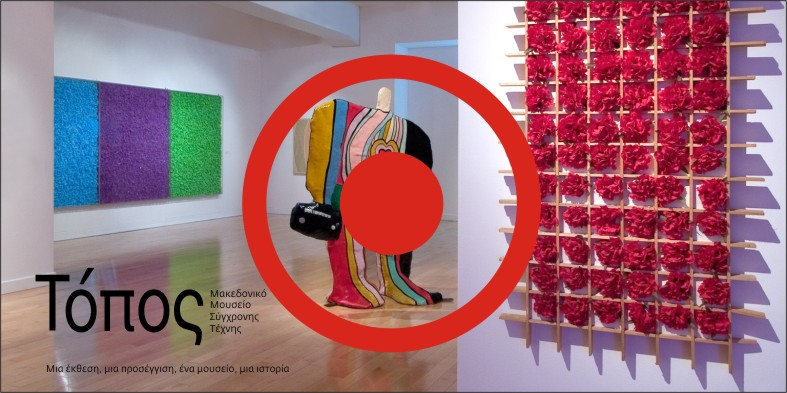 Τόπος
Μακεδονικό
Μουσείο
Σύγχρονης
Τέχνης
Μια έκθεση, μια προσέγγιση, ένα μουσείο, μια ιστορία